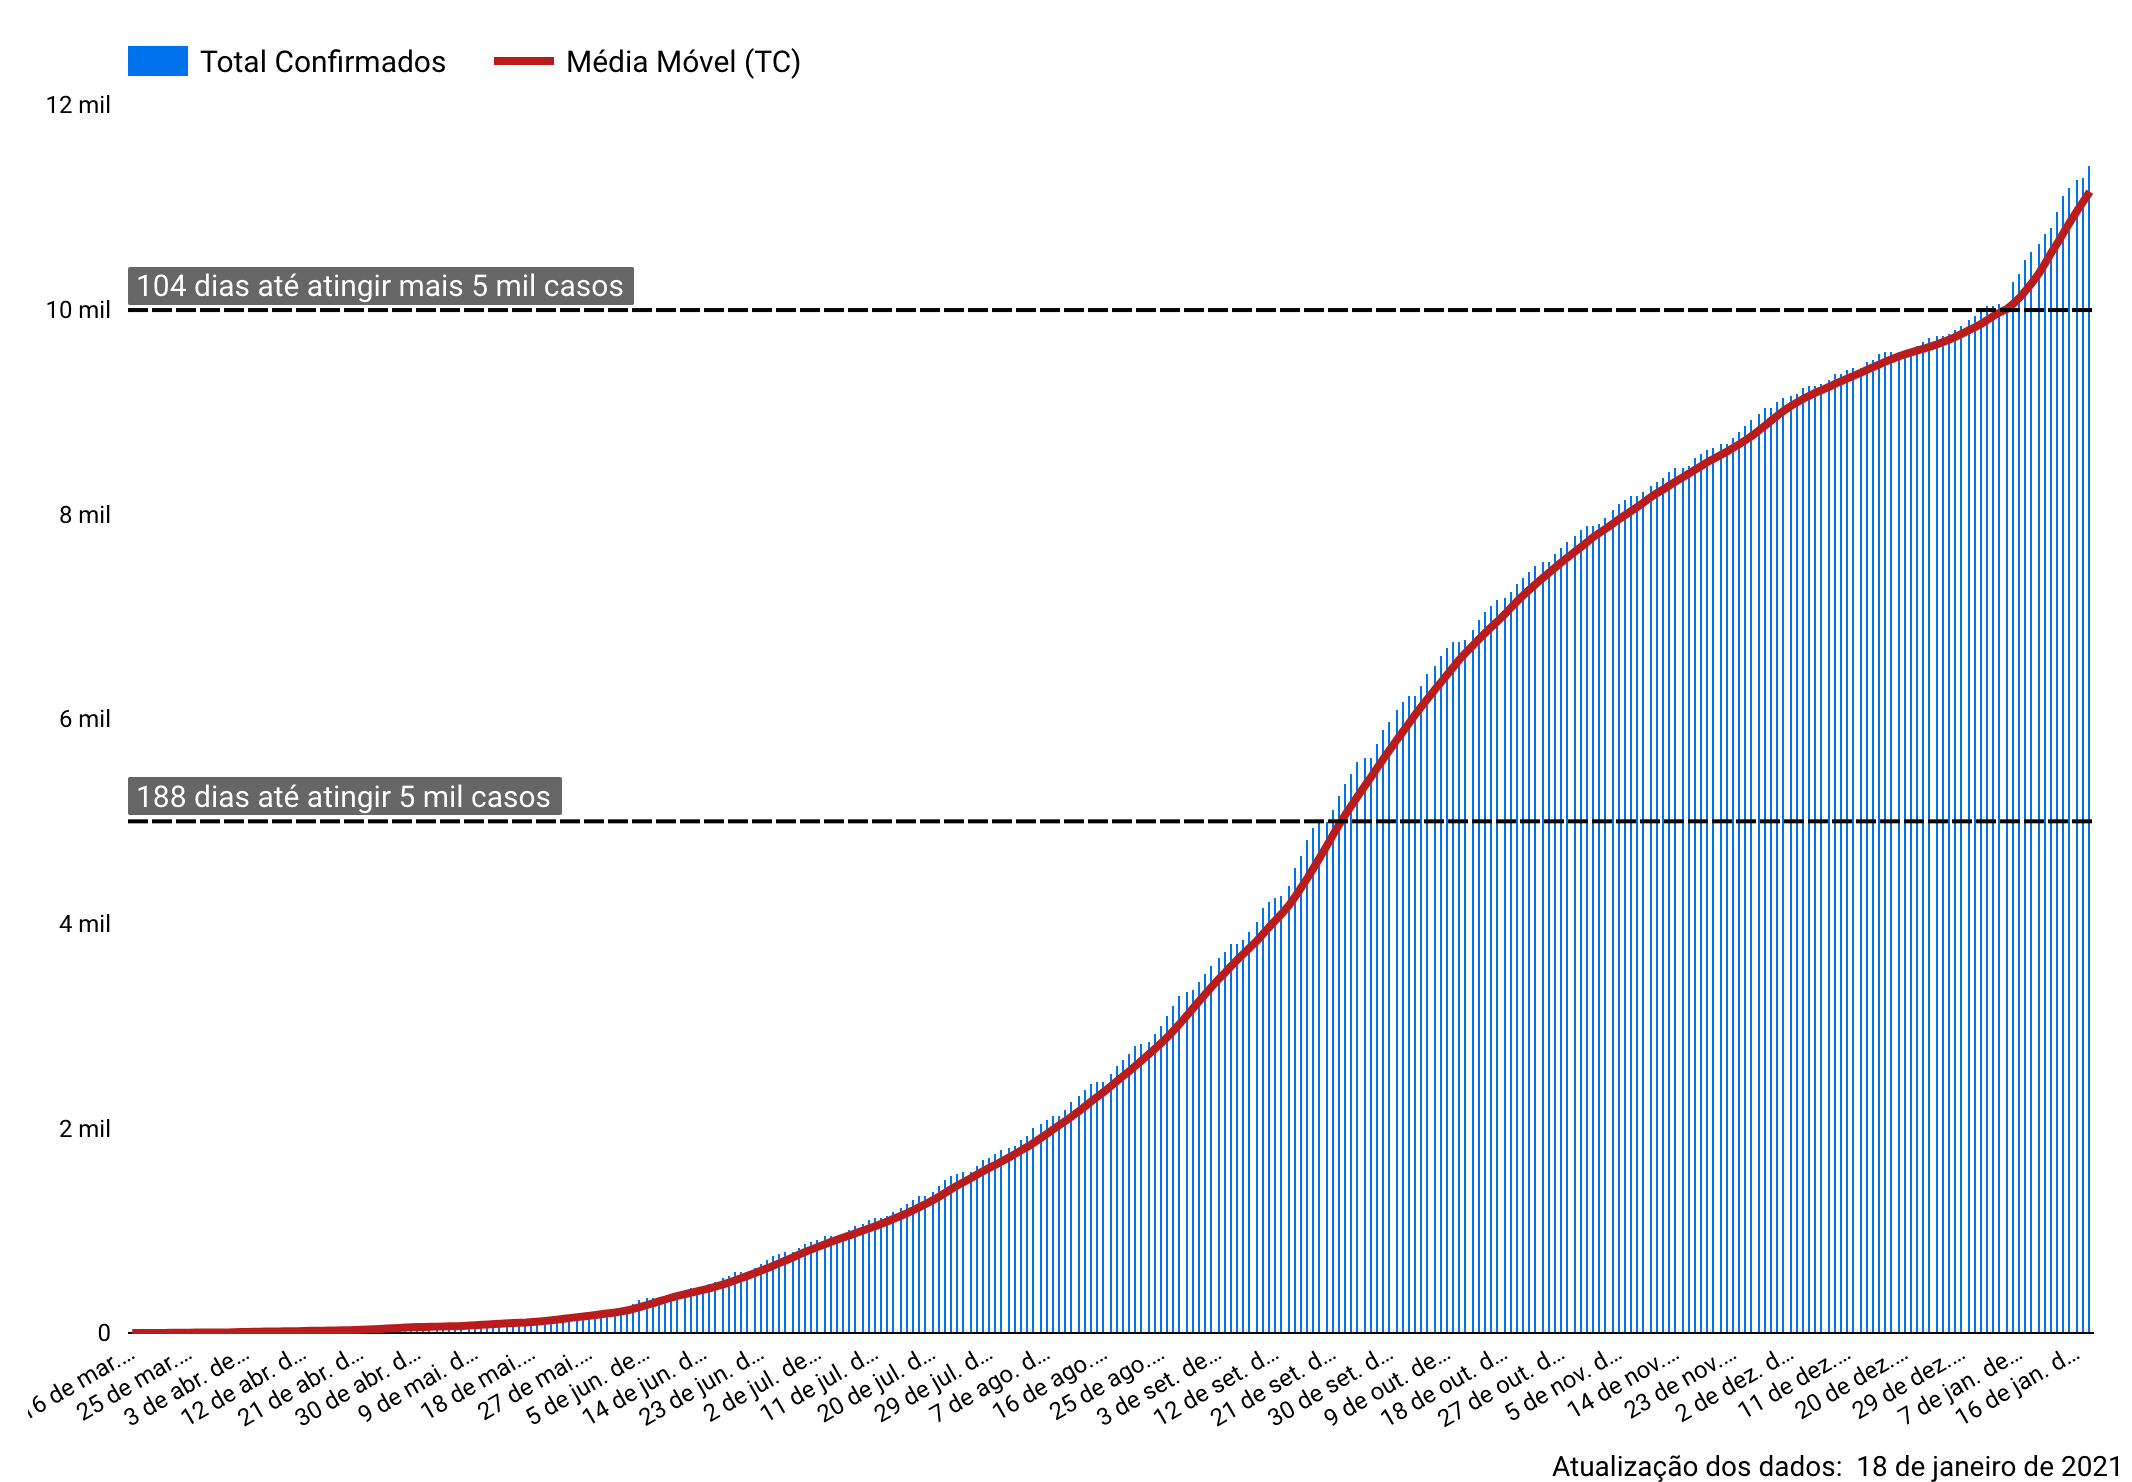 Total Confirmados Média Móvel (TC)
12 mil
104 dias até atingir mais 5 mil casos
10 mil
8 mil
6 mil
188 dias até atingir 5 mil casos
4 mil
2 mil
0
16 de mar.…
25 de mar.…
3 de abr. de…
12 de abr. d…
21 de abr. d…
30 de abr. d…
9 de mai. d…
18 de mai.…
27 de mai.…
5 de jun. de…
14 de jun. d…
23 de jun. d…
2 de jul. de…
11 de jul. d…
20 de jul. d…
29 de jul. d…
7 de ago. d…
16 de ago.…
25 de ago.…
3 de set. de…
12 de set. d…
21 de set. d…
30 de set. d…
9 de out. de…
18 de out. d…
27 de out. d…
5 de nov. d…
14 de nov.…
23 de nov.…
2 de dez. d…
11 de dez.…
20 de dez.…
29 de dez.…
7 de jan. de…
16 de jan. d…
Atualização dos dados: 18 de janeiro de 2021